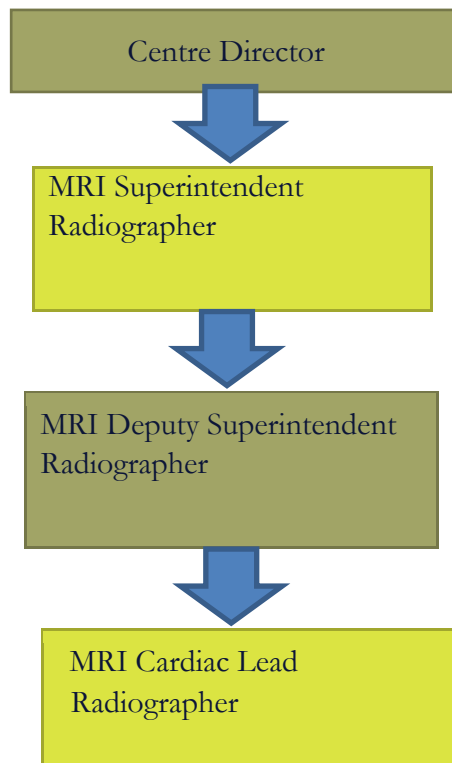 Centre Director
MRI Superintendent
Radiographer
MRI Deputy Superintendent
Radiographer
MRI Cardiac Lead
Radiographer